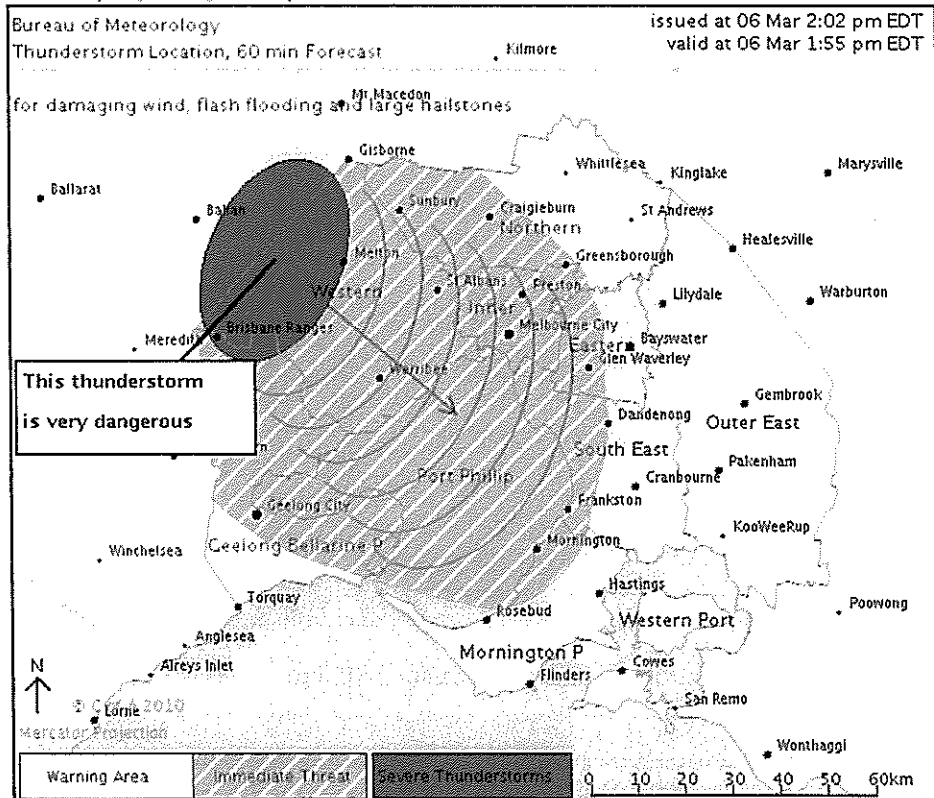 Bureau of Meteorology
issued at 06 Mar 2:02 pm EDT
Thunderstorm Location, 60 min Forecast
valid at 06 Mar 1:55 pm EDT
Kilmore
for damaging wind, flash flooding and large hailstones
Mt Macedon
Gisborne
Whittlesea
Kinglake
Marysville
Ballarat
Ballan
Sunbury
Craigieburn
Northern
St Andrews
Healesville
Greensborough
Melton
Western
St Albans
Preston
Inner
Lilydale
Warburton
Meredith
Brisbane Ranges
Melbourne City
Eastern
Bayswater
Glen Waverley
Werribee
This thunderstorm
is very dangerous
Gembrook
Dandenong
Outer East
South East
Port Phillip
Cranbourne
Pakenham
Geelong City
Frankston
KooWeeRup
Geelong Bellarine P
Mornington
Winchelsea
Hastings
Torquay
Rosebud
Western Port
Poowong
Anglesea
Mornington P
Aireys Inlet
Flinders
Cowes
N
San Remo
© CofA 2010
Lorne
Mercator Projection
Wonthaggi
Warning Area
Immediate Threat
Severe Thunderstorms
0 10 20 30 40 50 60km